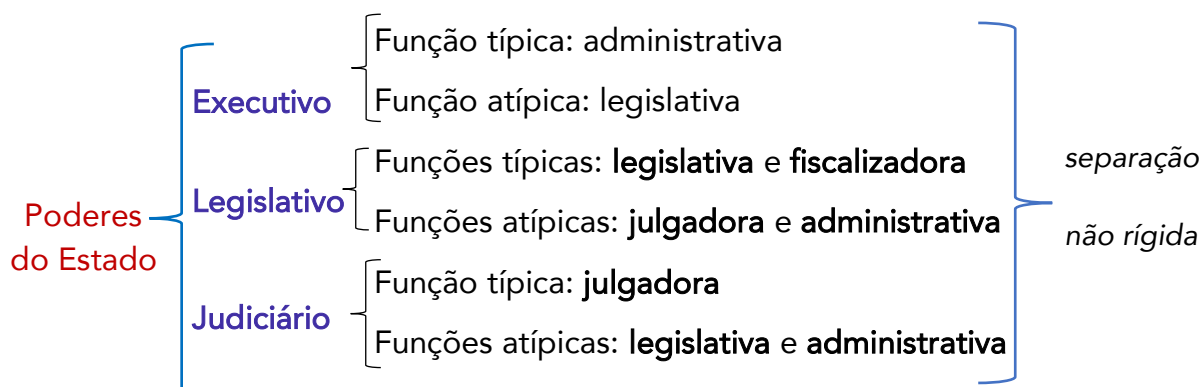 Poderes
do Estado
Executivo
Função típica: administrativa
Função atípica: legislativa
Legislativo
Funções típicas: legislativa e fiscalizadora
Funções atípicas: julgadora e administrativa
Judiciário
Função típica: julgadora
Funções atípicas: legislativa e administrativa
separação
não rígida